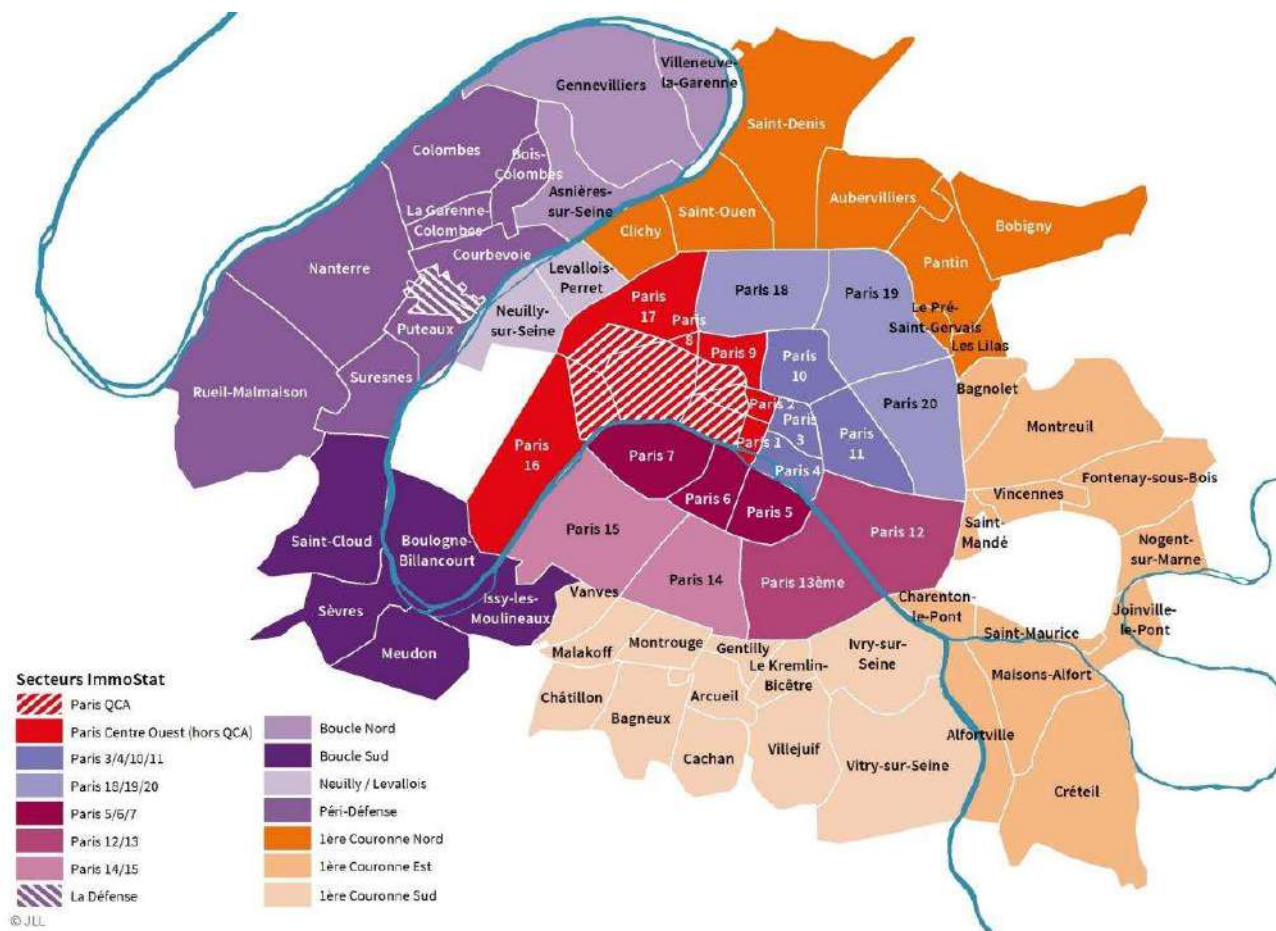 Villeneuve-
la-Garenne
Gennevilliers
Saint-Denis
Colombes
Bois-
Colombes
Asnières-
sur-Seine
Saint-Ouen
Aubervilliers
La Garenne-
Colombes
Clichy
Bobigny
Courbevoie
Pantin
Nanterre
Levallois-
Perret
Paris
17
Paris 18
Paris 19
Neuilly-
sur-Seine
Le Pré-
Saint-Gervais
Puteaux
Paris
8
Les Lilas
Paris 9
Paris
10
Suresnes
Rueil-Malmaison
Bagnolet
Paris 2
Paris 20
Montreuil
Paris
3
Paris
11
Paris
16
Paris 1
Paris 7
Paris 4
Fontenay-sous-Bois
Vincennes
Paris 6
Paris 5
Paris 15
Paris 12
Saint-
Mandé
Saint-Cloud
Boulogne-
Billancourt
Nogent-
sur-Marne
Paris 14
Paris 13ème
Vanves
Issy-les-
Moulineaux
Charenton-
le-Pont
Joinville-
le-Pont
Sèvres
Saint-Maurice
Meudon
Malakoff
Montrouge
Gentilly
Ivry-sur-
Seine
Le Kremlin-
Bicêtre
Maisons-Alfort
Châtillon
Arcueil
Bagneux
Alfortville
Cachan
Villejuif
Vitry-sur-Seine
Créteil
Secteurs ImmoStat
Paris QCA
Paris Centre Ouest (hors QCA)
Paris 3/4/10/11
Paris 18/19/20
Paris 5/6/7
Paris 12/13
Paris 14/15
La Défense
Boucle Nord
Boucle Sud
Neuilly / Levallois
Péri-Défense
1ère Couronne Nord
1ère Couronne Est
1ère Couronne Sud
© JLL